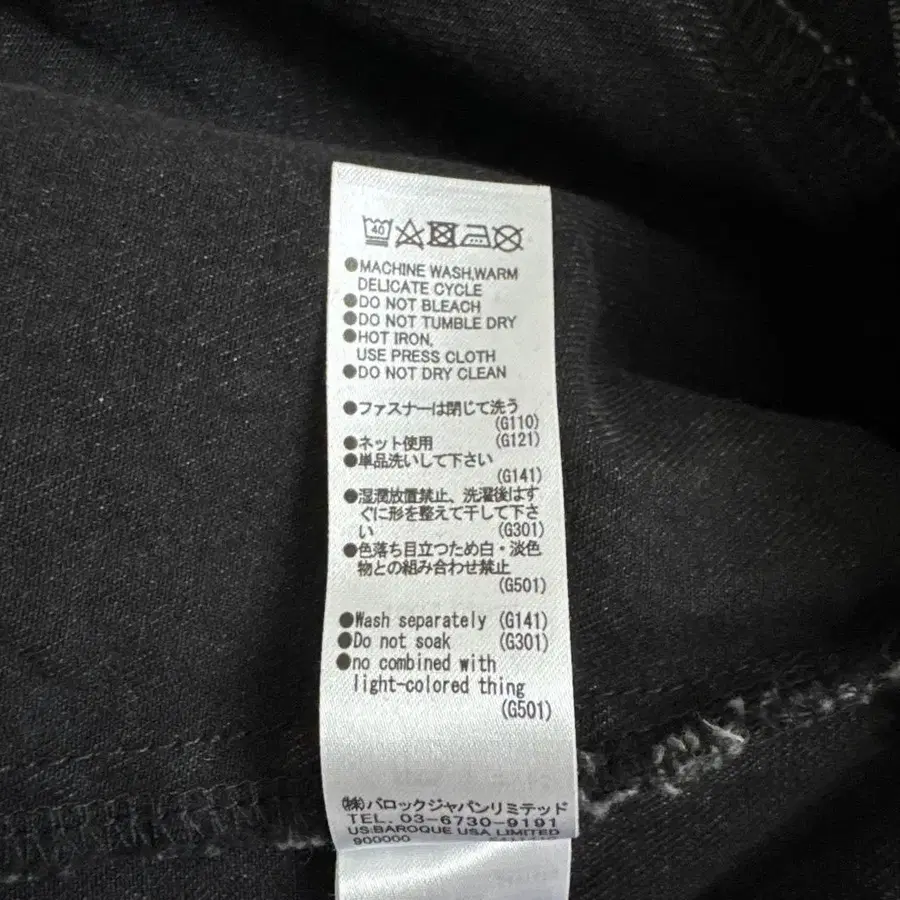 40
●MACHINE WASH,WARM
DELICATE CYCLE
●DO NOT BLEACH
●DO NOT TUMBLE DRY
●HOT IRON,
USE PRESS CLOTH
●DO NOT DRY CLEAN
●ファスナーは閉じて洗う
(G110)
●ネット使用 (G121)
●単品洗いして下さい
(G141)
●湿潤放置禁止、洗濯後はす
ぐに形を整えて干して下さ
い (G301)
●色落ち目立つため白・淡色
物との組み合わせ禁止
(G501)
●Wash separately (G141)
●Do not soak (G301)
●no combined with
light-colored thing
(G501)
㈱バロックジャパンリミテッド
TEL. 03-6730-9191
US:BAROQUE USA LIMITED
900000